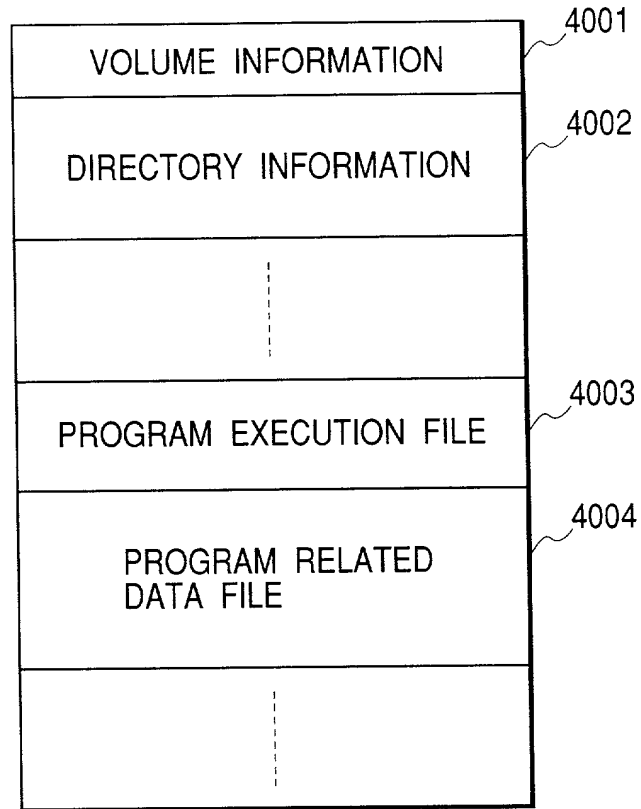 4001
VOLUME INFORMATION
4002
DIRECTORY INFORMATION
4003
PROGRAM EXECUTION FILE
4004
PROGRAM RELATED
DATA FILE